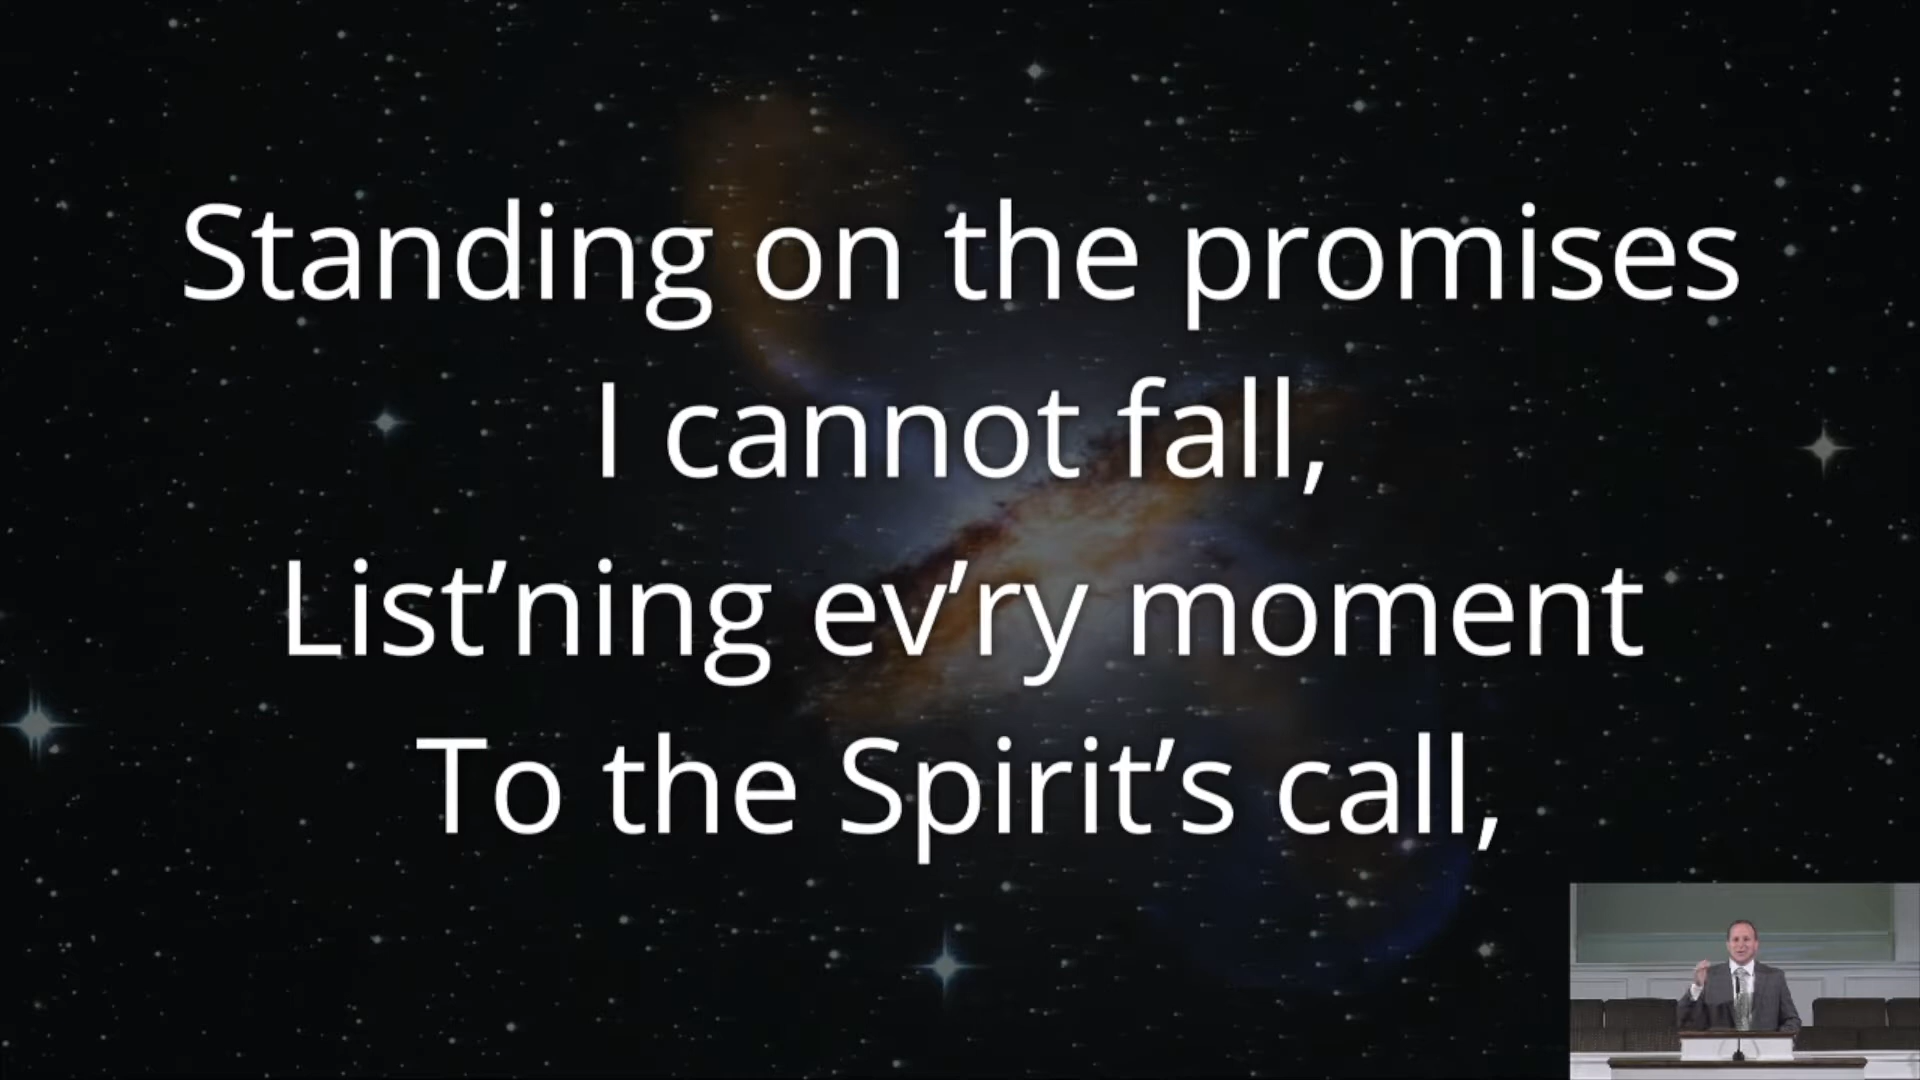 Standing on the promises
I cannot fall,
List’ning ev’ry moment
To the Spirit’s call,